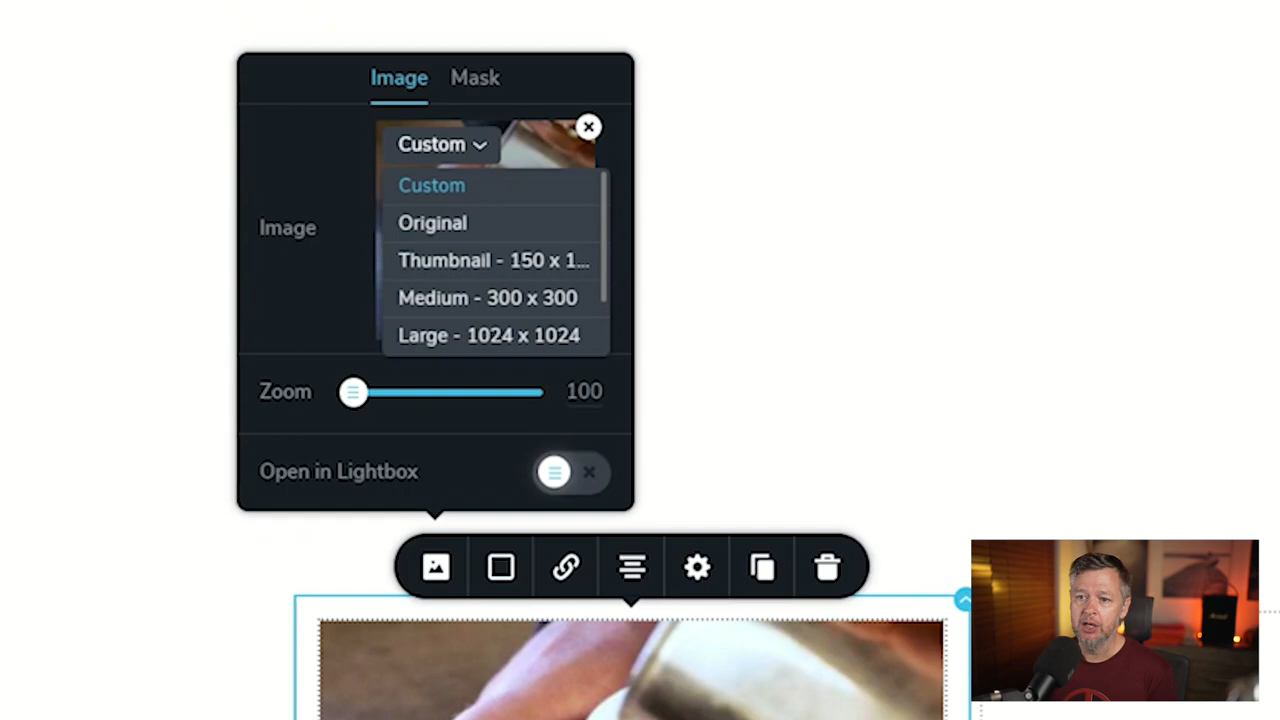 Image Mask
Custom
Custom
Original
Image
Thumbnail - 150 x 1...
Medium - 300 x 300
Large - 1024 x 1024
Zoom 100
Open in Lightbox